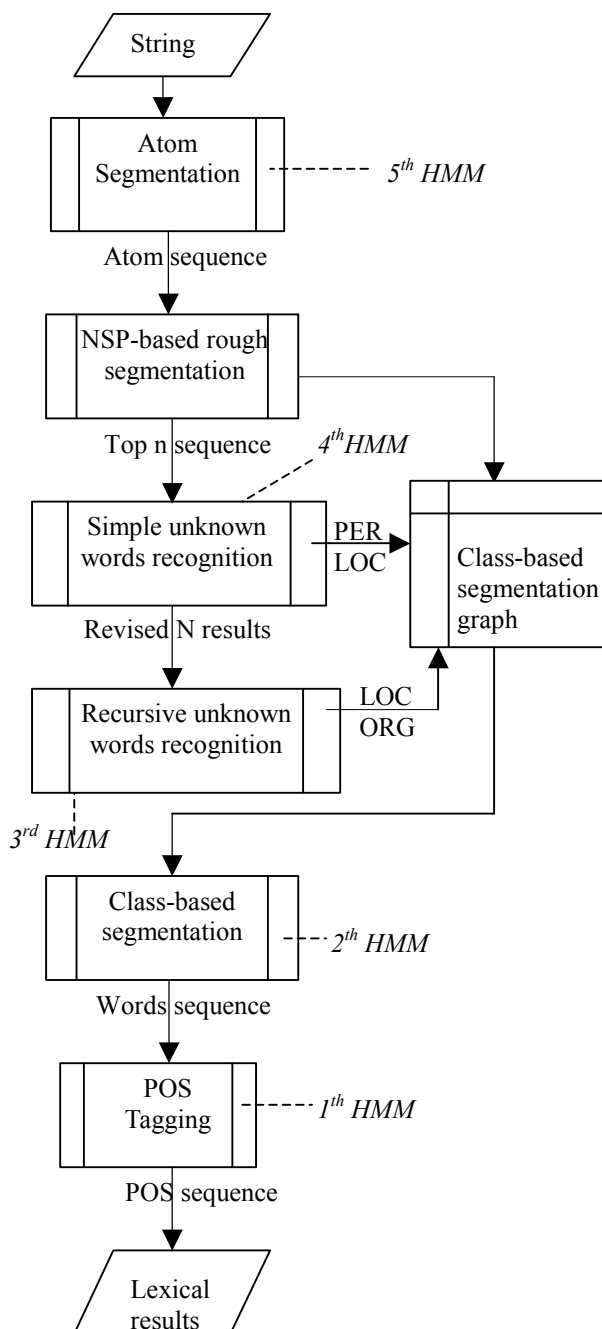 String
Atom
Segmentation
5th HMM
Atom sequence
NSP-based rough
segmentation
Top n sequence
4thHMM
Simple unknown
words recognition
PER
LOC
Class-based
segmentation
graph
Revised N results
Recursive unknown
words recognition
LOC
ORG
3rd HMM
Class-based
segmentation
2th HMM
Words sequence
POS
Tagging
1th HMM
POS sequence
Lexical
results